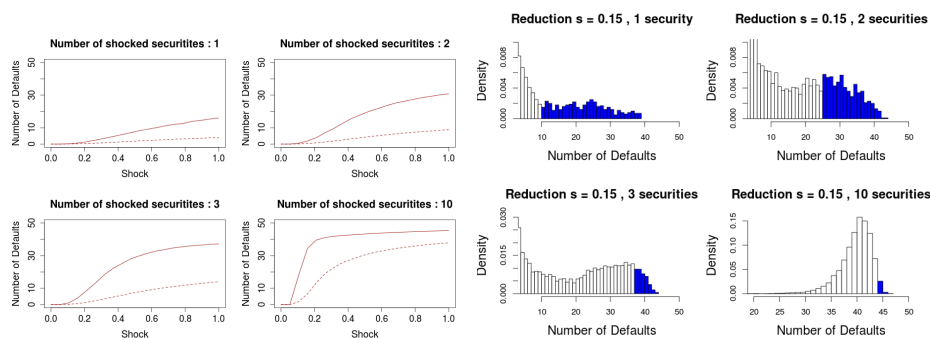 Number of shocked securitites : 1
Number of Defaults
0 10 30 50
0.0 0.2 0.4 0.6 0.8 1.0
Shock
Number of shocked securitites : 2
Number of Defaults
0 10 30 50
0.0 0.2 0.4 0.6 0.8 1.0
Shock
Reduction s = 0.15 , 1 security
Density
0.000 0.004 0.008
10 20 30 40 50
Number of Defaults
Reduction s = 0.15 , 2 securities
Density
0.000 0.004 0.008
10 20 30 40 50
Number of Defaults
Number of shocked securitites : 3
Number of Defaults
0 10 30 50
0.0 0.2 0.4 0.6 0.8 1.0
Shock
Number of shocked securitites : 10
Number of Defaults
0 10 30 50
0.0 0.2 0.4 0.6 0.8 1.0
Shock
Reduction s = 0.15 , 3 securities
Density
0.000 0.015 0.030
10 20 30 40 50
Number of Defaults
Reduction s = 0.15 , 10 securities
Density
0.00 0.05 0.10 0.15
20 25 30 35 40 45 50
Number of Defaults